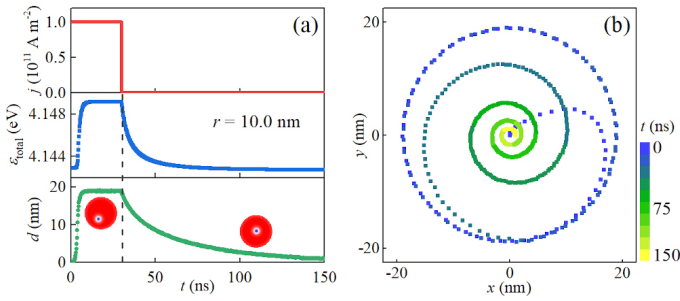 (a)
j (10¹¹ A m⁻²)
1.0
0.5
0.0
ε_total (eV)
4.148
4.144
r = 10.0 nm
d (nm)
20
10
0
0 50 100 150
t (ns)
(b)
y (nm)
20
0
-20
-20 0 20
x (nm)
t (ns)
0
75
150